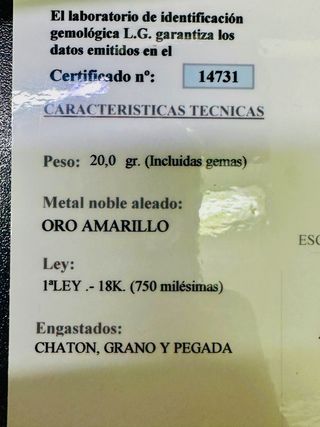 El laboratorio de identificación
gemológica L.G. garantiza los
datos emitidos en el
Certificado nº: 14731
CARACTERISTICAS TECNICAS
Peso: 20,0 gr. (Incluidas gemas)
Metal noble aleado:
ORO AMARILLO
Ley:
1ªLEY .- 18K. (750 milésimas)
Engastados:
CHATON, GRANO Y PEGADA
ESC